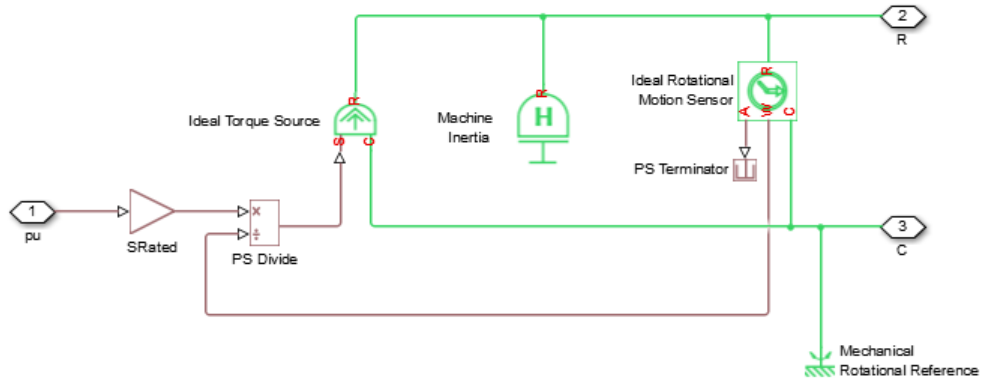 2
R
Ideal Rotational
Motion Sensor
R
A
W
C
Ideal Torque Source
R
S
C
Machine
Inertia
R
H
PS Terminator
1
pu
SRated
×
÷
PS Divide
3
C
Mechanical
Rotational Reference